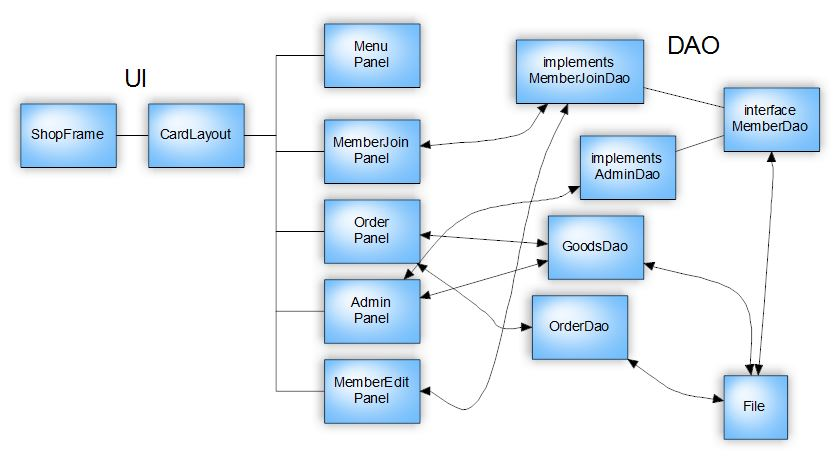 UI
DAO
ShopFrame
CardLayout
Menu
Panel
MemberJoin
Panel
Order
Panel
Admin
Panel
MemberEdit
Panel
implements
MemberJoinDao
implements
AdminDao
interface
MemberDao
GoodsDao
OrderDao
File